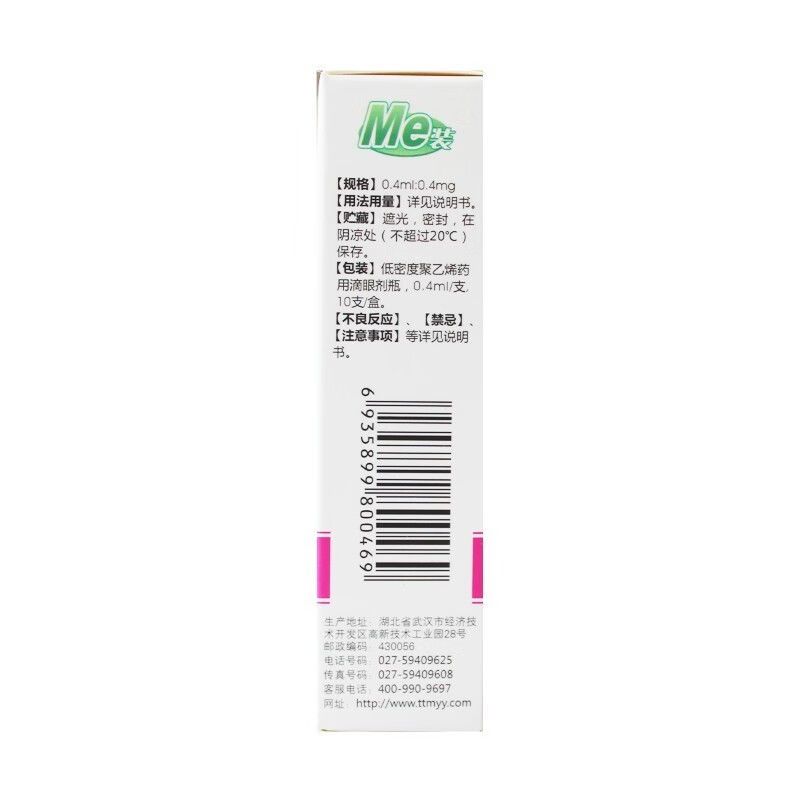 Me装
【规格】0.4ml:0.4mg
【用法用量】详见说明书。
【贮藏】遮光，密封，在
阴凉处（不超过20℃）
保存。
【包装】低密度聚乙烯药
用滴眼剂瓶，0.4ml/支，
10支/盒。
【不良反应】、【禁忌】、
【注意事项】等详见说明
书。
6 935899 800469
生产地址：湖北省武汉市经济技
术开发区高新技术工业园28号
邮政编码：430056
电话号码：027-59409625
传真号码：027-59409608
客服电话：400-990-9697
网址：http://www.ttmyy.com